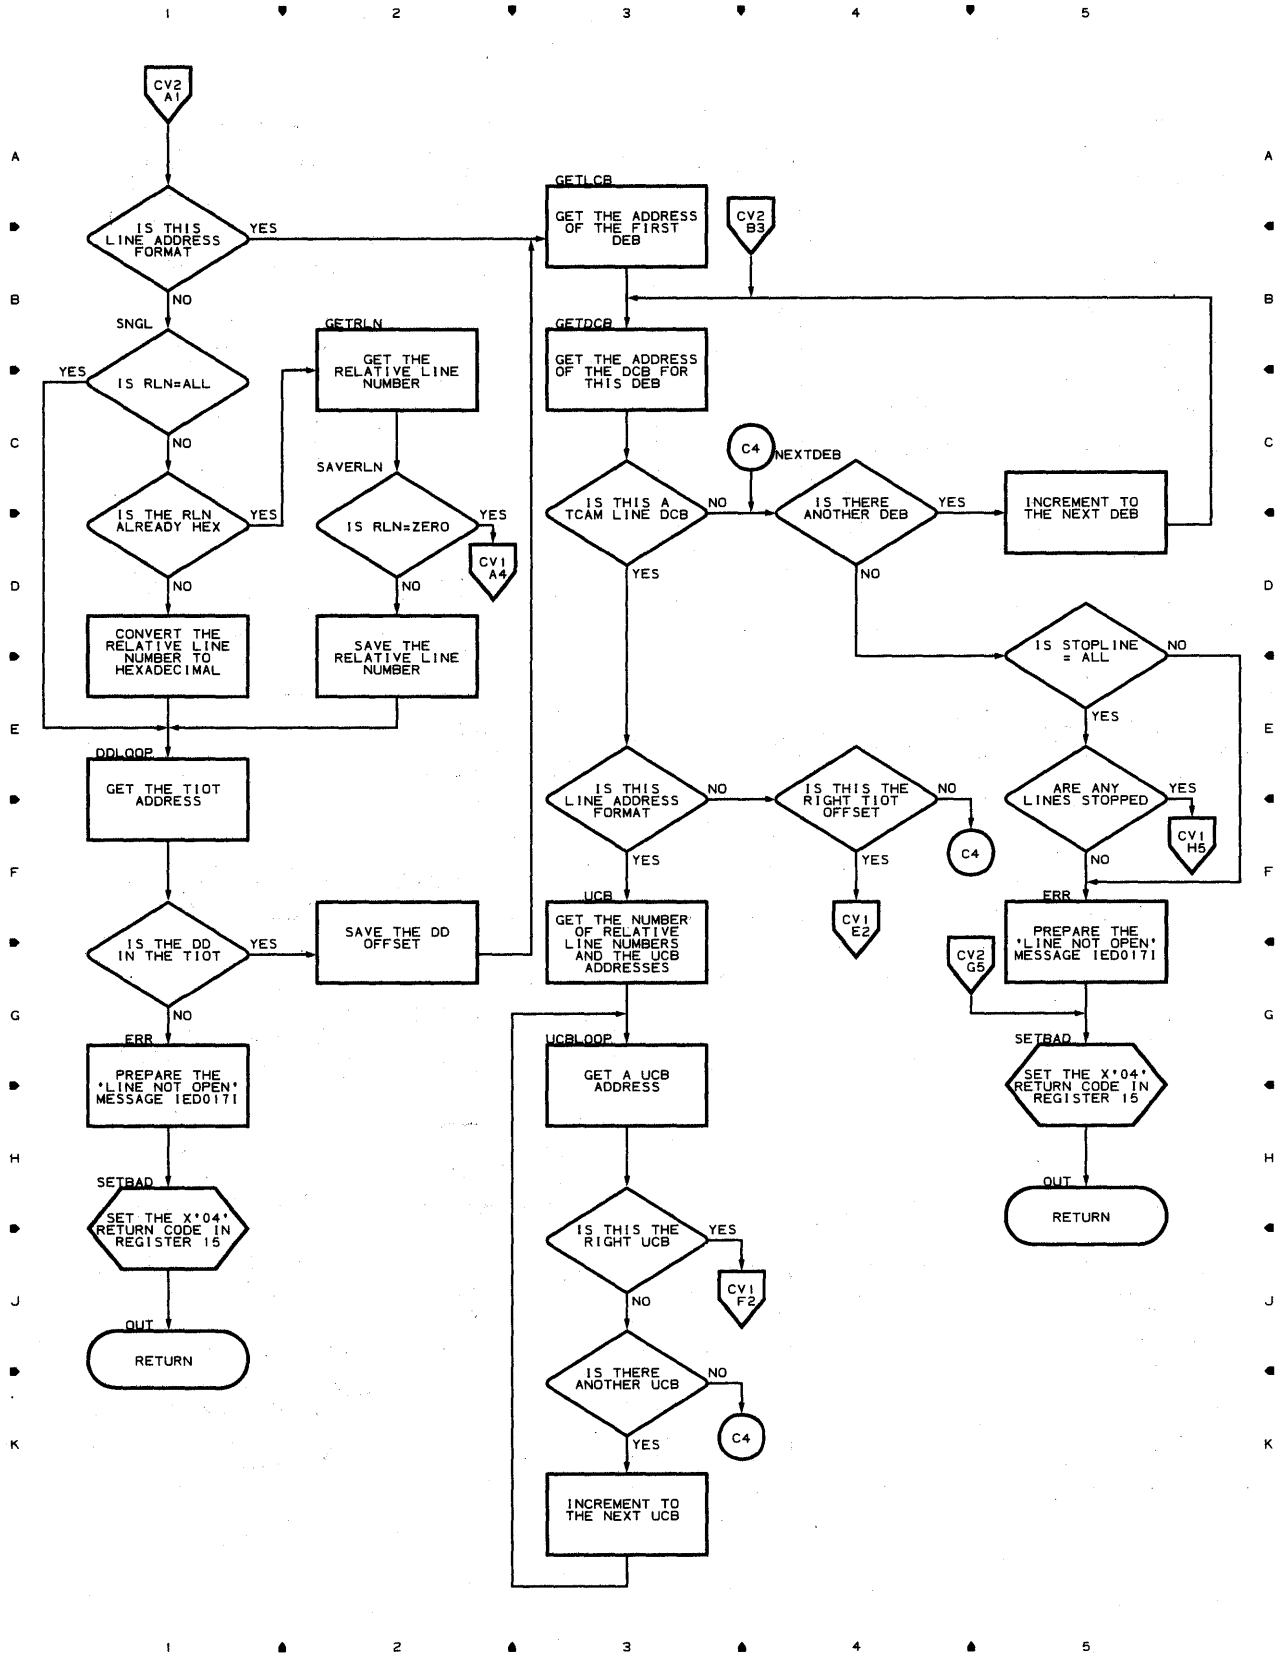 1 2 3 4 5
CV2
A1
A A
IS THIS
LINE ADDRESS
FORMAT
YES
NO
GETLCB
GET THE ADDRESS
OF THE FIRST
DEB
CV2
B3
B B
SNGL
IS RLN=ALL
YES
NO
GETRLN
GET THE
RELATIVE LINE
NUMBER
GETDCB
GET THE ADDRESS
OF THE DCB FOR
THIS DEB
C C
IS THE RLN
ALREADY HEX
YES
NO
SAVERLN
IS RLN=ZERO
YES
NO
CV1
A4
IS THIS A
TCAM LINE DCB
NO
YES
C4
NEXTDEB
IS THERE
ANOTHER DEB
YES
NO
INCREMENT TO
THE NEXT DEB
D D
CONVERT THE
RELATIVE LINE
NUMBER TO
HEXADECIMAL
SAVE THE
RELATIVE LINE
NUMBER
IS STOPLINE
= ALL
NO
YES
E E
DDLOOP
GET THE TIOT
ADDRESS
IS THIS
LINE ADDRESS
FORMAT
NO
YES
IS THIS THE
RIGHT TIOT
OFFSET
NO
YES
C4
ARE ANY
LINES STOPPED
YES
NO
CV1
H5
F F
IS THE DD
IN THE TIOT
YES
NO
SAVE THE DD
OFFSET
UCB
GET THE NUMBER
OF RELATIVE
LINE NUMBERS
AND THE UCB
ADDRESSES
CV1
E2
CV2
G5
ERR
PREPARE THE
'LINE NOT OPEN'
MESSAGE IED017I
G G
ERR
PREPARE THE
'LINE NOT OPEN'
MESSAGE IED017I
UCBLOOP
GET A UCB
ADDRESS
SETBAD
SET THE X'04'
RETURN CODE IN
REGISTER 15
H H
SETBAD
SET THE X'04'
RETURN CODE IN
REGISTER 15
IS THIS THE
RIGHT UCB
YES
NO
CV1
F2
OUT
RETURN
J J
OUT
RETURN
IS THERE
ANOTHER UCB
NO
YES
C4
K K
INCREMENT TO
THE NEXT UCB
1 2 3 4 5